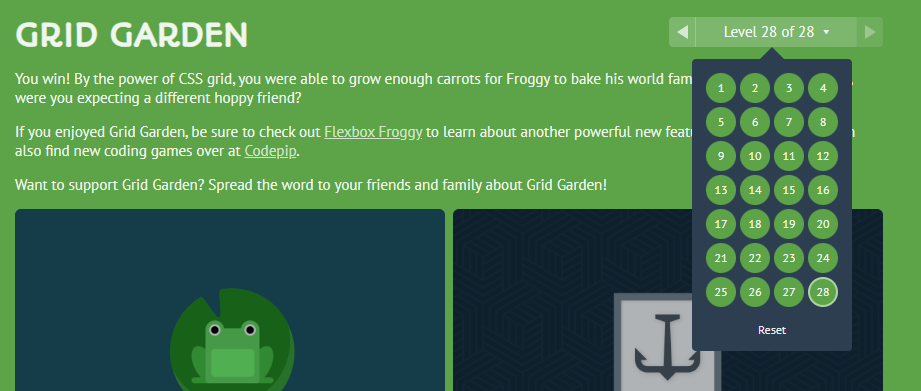 GRID GARDEN
Level 28 of 28
You win! By the power of CSS grid, you were able to grow enough carrots for Froggy to bake his world
were you expecting a different hoppy friend?
If you enjoyed Grid Garden, be sure to check out Flexbox Froggy to learn about another powerful new
also find new coding games over at Codepip.
Want to support Grid Garden? Spread the word to your friends and family about Grid Garden!
1 2 3 4
5 6 7 8
9 10 11 12
13 14 15 16
17 18 19 20
21 22 23 24
25 26 27 28
Reset